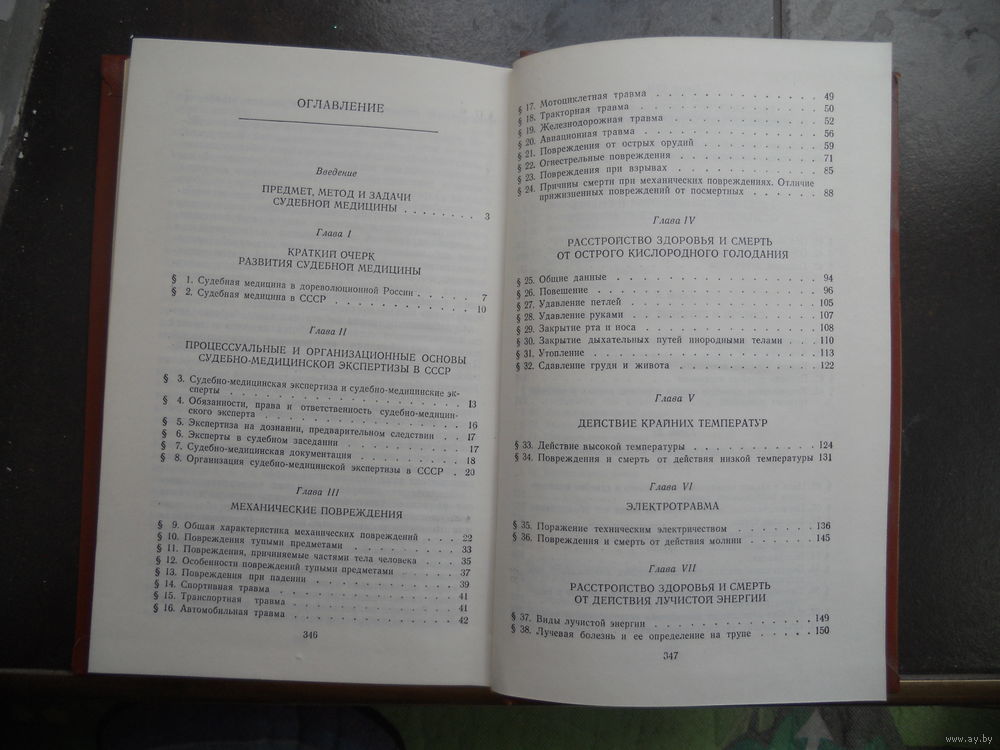 ОГЛАВЛЕНИЕ
Введение
ПРЕДМЕТ, МЕТОД И ЗАДАЧИ
СУДЕБНОЙ МЕДИЦИНЫ . . . . . . . 3
Глава I
КРАТКИЙ ОЧЕРК
РАЗВИТИЯ СУДЕБНОЙ МЕДИЦИНЫ
§ 1. Судебная медицина в дореволюционной России . . . . . 7
§ 2. Судебная медицина в СССР . . . . . . . . . . . 10
Глава II
ПРОЦЕССУАЛЬНЫЕ И ОРГАНИЗАЦИОННЫЕ ОСНОВЫ
СУДЕБНО-МЕДИЦИНСКОЙ ЭКСПЕРТИЗЫ В СССР
§ 3. Судебно-медицинская экспертиза и судебно-медицинские экс-
перты . . . . . . . . . . . . . . . . . . 13
§ 4. Обязанности, права и ответственность судебно-медицин-
ского эксперта . . . . . . . . . . . . . . . 16
§ 5. Экспертиза на дознании, предварительном следствии . . 17
§ 6. Эксперты в судебном заседании . . . . . . . . . 17
§ 7. Судебно-медицинская документация . . . . . . . . 18
§ 8. Организация судебно-медицинской экспертизы в СССР . 20
Глава III
МЕХАНИЧЕСКИЕ ПОВРЕЖДЕНИЯ
§ 9. Общая характеристика механических повреждений . . . . 22
§ 10. Повреждения тупыми предметами . . . . . . . . . 33
§ 11. Повреждения, причиняемые частями тела человека . . . 35
§ 12. Особенности повреждений тупыми предметами . . . . . 37
§ 13. Повреждения при падении . . . . . . . . . . . 39
§ 14. Спортивная травма . . . . . . . . . . . . . 41
§ 15. Транспортная травма . . . . . . . . . . . . 41
§ 16. Автомобильная травма . . . . . . . . . . . . 42
346
§ 17. Мотоциклетная травма . . . . . . . . . . . . 49
§ 18. Тракторная травма . . . . . . . . . . . . . 50
§ 19. Железнодорожная травма . . . . . . . . . . . 52
§ 20. Авиационная травма . . . . . . . . . . . . . 56
§ 21. Повреждения от острых орудий . . . . . . . . . 59
§ 22. Огнестрельные повреждения . . . . . . . . . . 71
§ 23. Повреждения при взрывах . . . . . . . . . . . 85
§ 24. Причины смерти при механических повреждениях. Отличие
прижизненных повреждений от посмертных . . . . . . 88
Глава IV
РАССТРОЙСТВО ЗДОРОВЬЯ И СМЕРТЬ
ОТ ОСТРОГО КИСЛОРОДНОГО ГОЛОДАНИЯ
§ 25. Общие данные . . . . . . . . . . . . . . . 94
§ 26. Повешение . . . . . . . . . . . . . . . . 96
§ 27. Удавление петлей . . . . . . . . . . . . . . 105
§ 28. Удавление руками . . . . . . . . . . . . . . 107
§ 29. Закрытие рта и носа . . . . . . . . . . . . . 108
§ 30. Закрытие дыхательных путей инородными телами . . . 110
§ 31. Утопление . . . . . . . . . . . . . . . . 113
§ 32. Сдавление груди и живота . . . . . . . . . . . 122
Глава V
ДЕЙСТВИЕ КРАЙНИХ ТЕМПЕРАТУР
§ 33. Действие высокой температуры . . . . . . . . . 124
§ 34. Повреждения и смерть от действия низкой температуры 131
Глава VI
ЭЛЕКТРОТРАВМА
§ 35. Поражение техническим электричеством . . . . . . . 136
§ 36. Повреждения и смерть от действия молнии . . . . . . 145
Глава VII
РАССТРОЙСТВО ЗДОРОВЬЯ И СМЕРТЬ
ОТ ДЕЙСТВИЯ ЛУЧИСТОЙ ЭНЕРГИИ
§ 37. Виды лучистой энергии . . . . . . . . . . . . 149
§ 38. Лучевая болезнь и ее определение на трупе . . . . . 150
347
www.ay.by